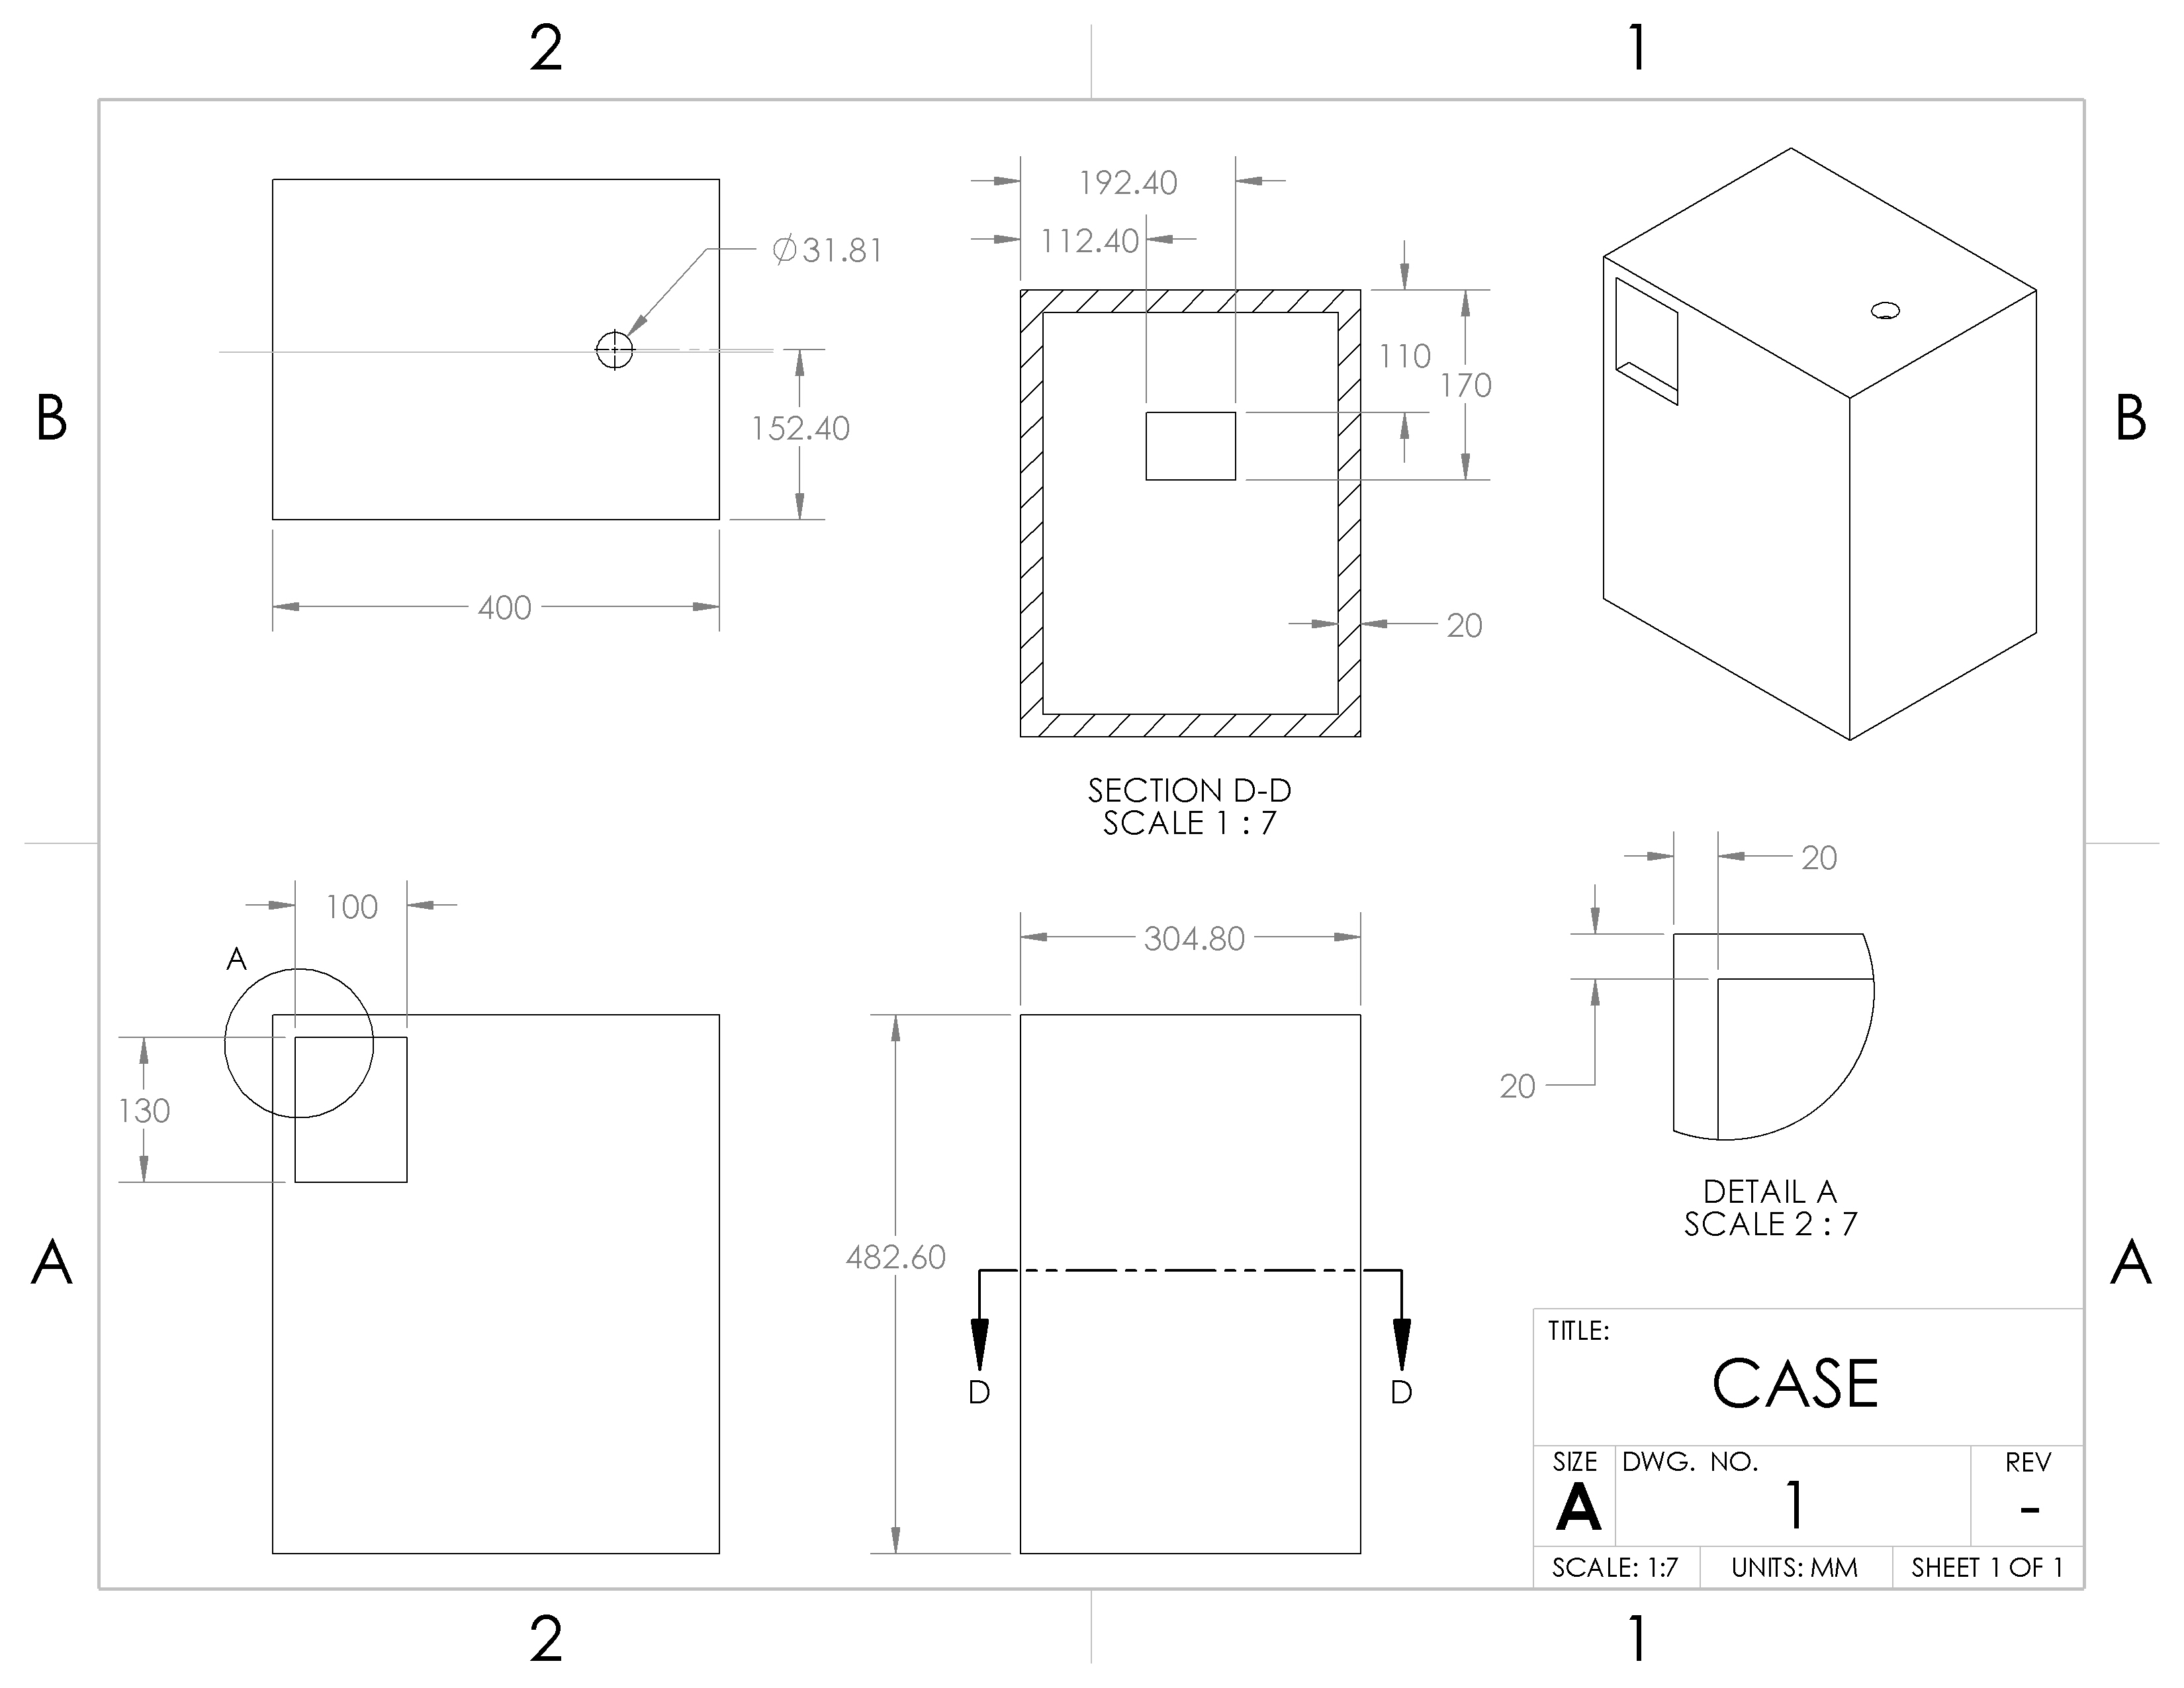 2
1
B
B
A
A
2
1
⌀31.81
152.40
400
192.40
112.40
110
170
20
SECTION D-D
SCALE 1 : 7
100
A
130
304.80
482.60
D
D
20
20
DETAIL A
SCALE 2 : 7
TITLE:
CASE
SIZE
A
DWG. NO.
1
REV
-
SCALE: 1:7
UNITS: MM
SHEET 1 OF 1